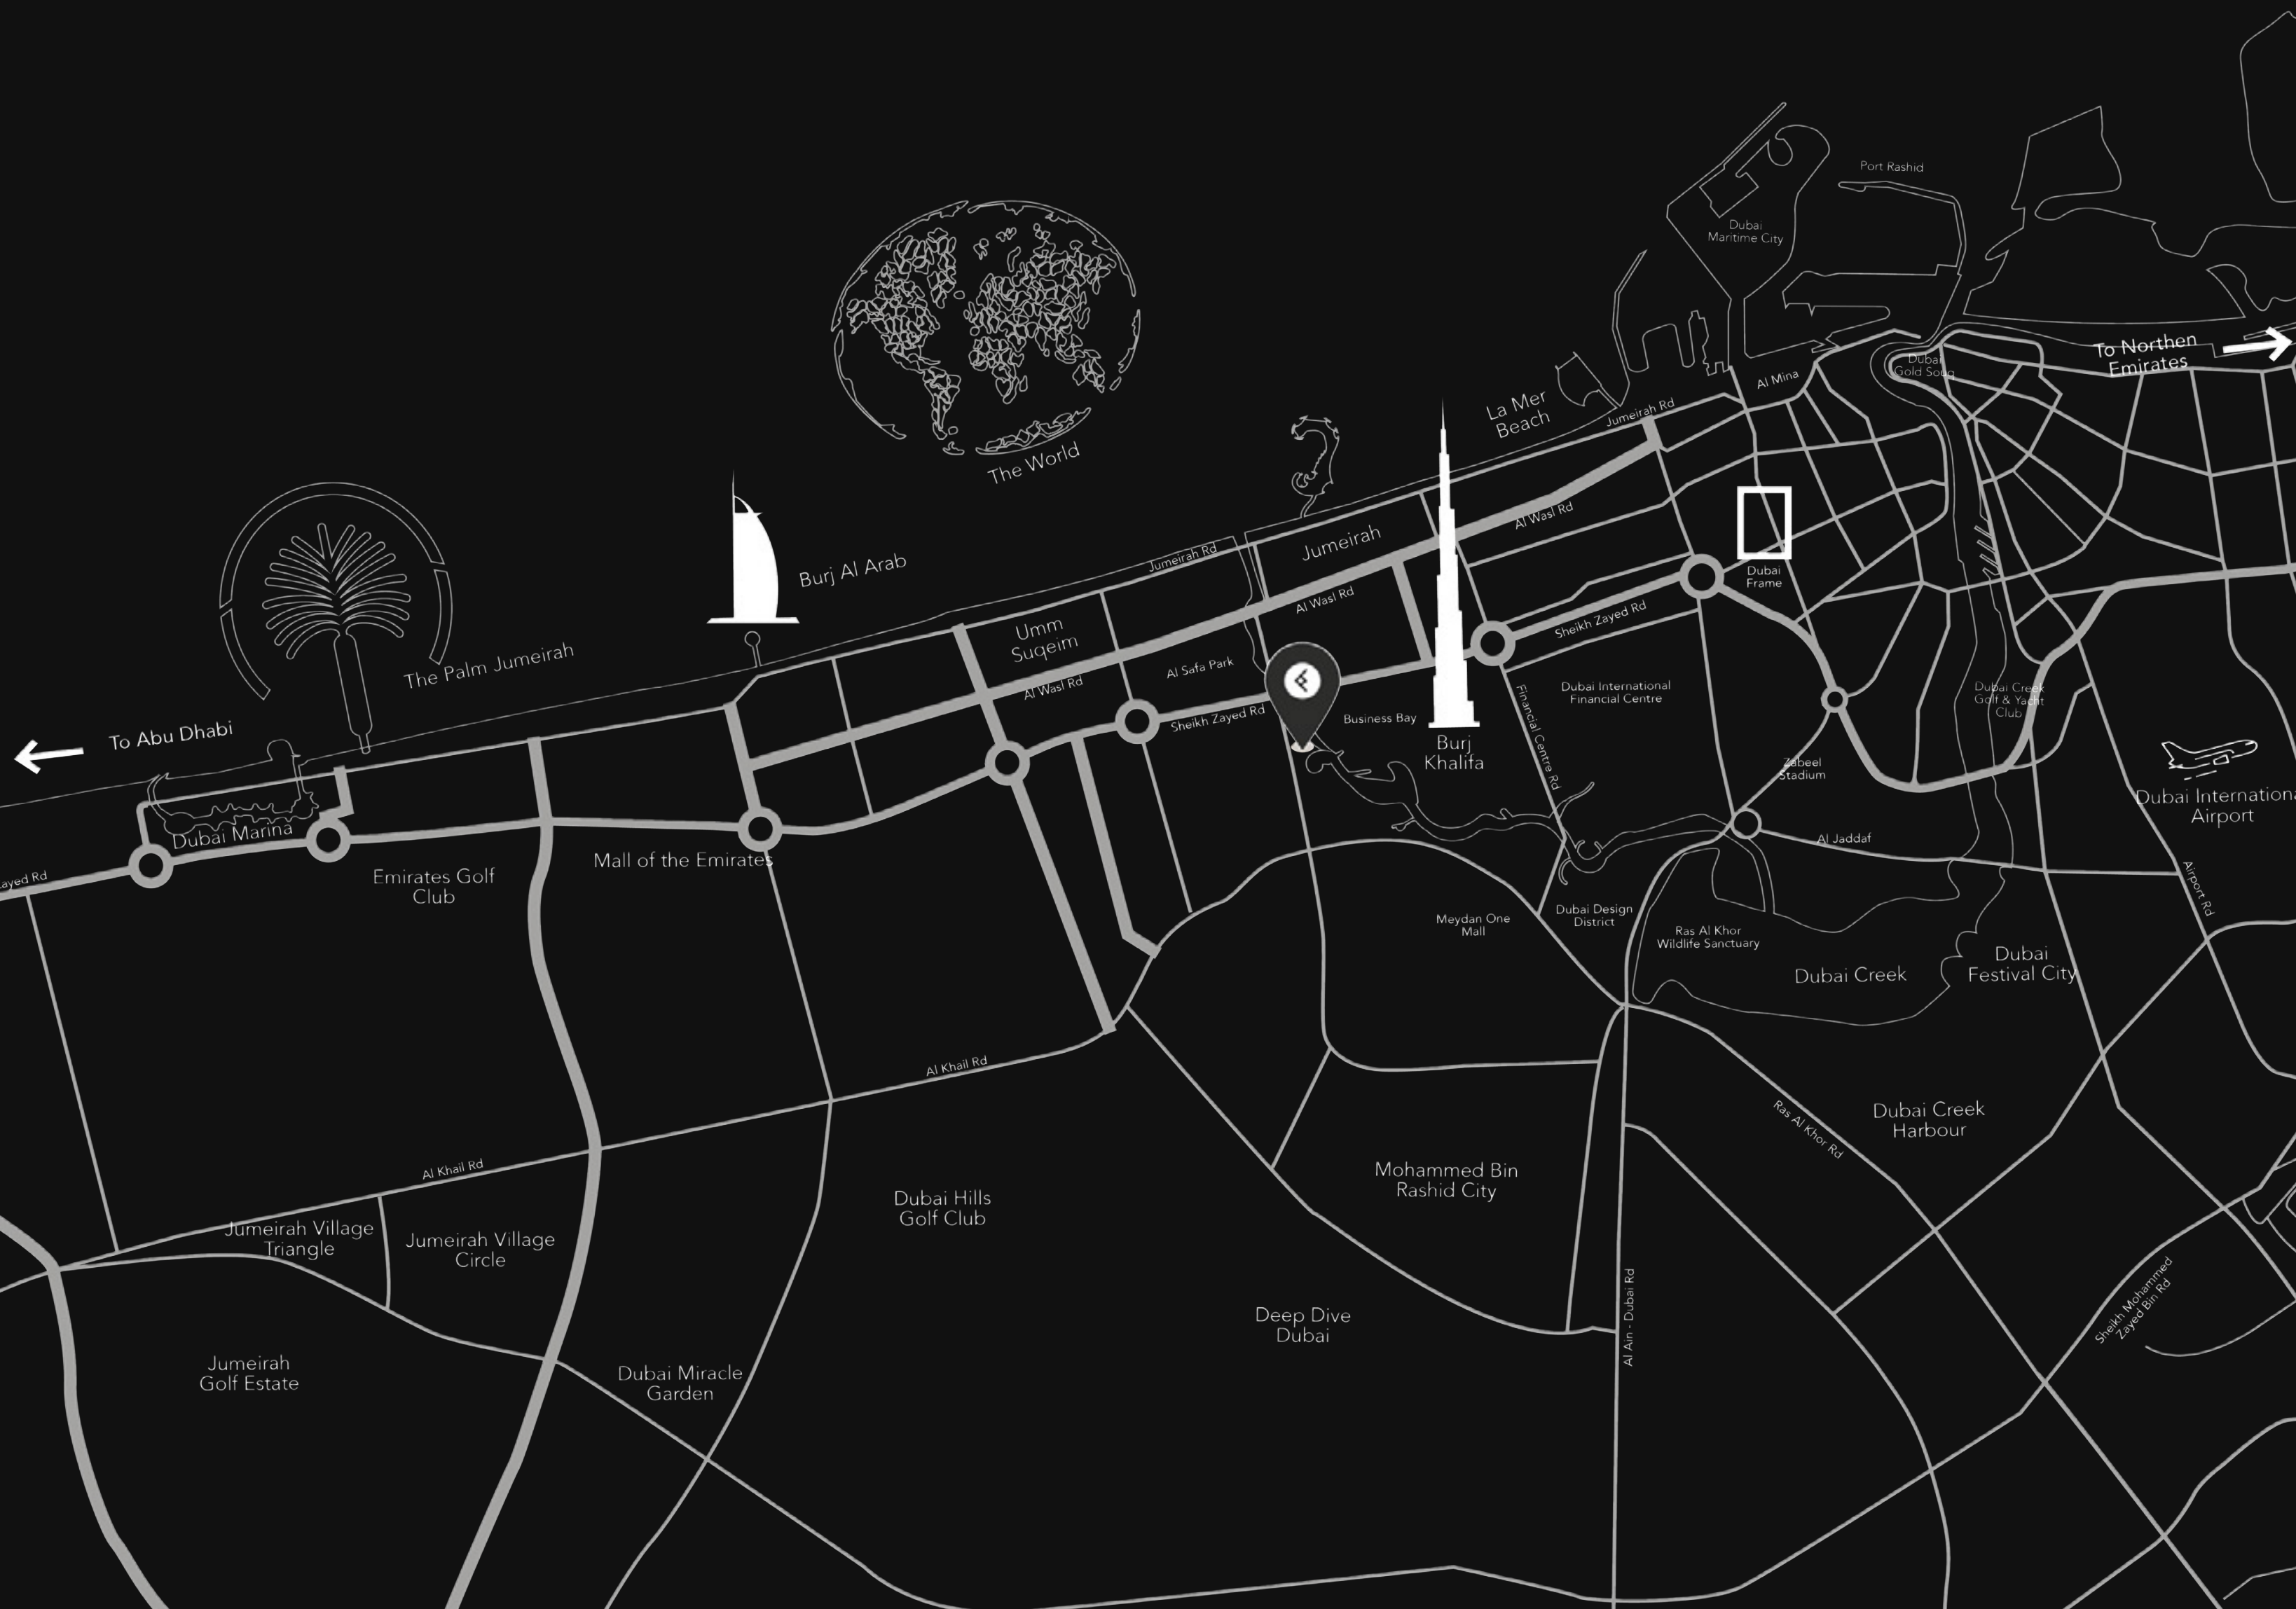 Port Rashid
Dubai
Maritime City
To Northen
Emirates
Dubai
Gold Souq
Al Mina
La Mer
Beach
Jumeirah Rd
The World
Al Wasl Rd
Jumeirah
Jumeirah Rd
Burj Al Arab
Dubai
Frame
Al Wasl Rd
Sheikh Zayed Rd
Umm
Suqeim
Al Safa Park
The Palm Jumeirah
Al Wasl Rd
Dubai International
Financial Centre
Dubai Creek
Golf & Yacht
Club
Sheikh Zayed Rd
Business Bay
Financial Centre Rd
To Abu Dhabi
Burj
Khalifa
Zabeel
Stadium
Dubai Internationa
Airport
Dubai Marina
Al Jaddaf
Mall of the Emirates
ayed Rd
Emirates Golf
Club
Airport Rd
Meydan One
Mall
Dubai Design
District
Ras Al Khor
Wildlife Sanctuary
Dubai Creek
Dubai
Festival City
Al Khail Rd
Dubai Creek
Harbour
Ras Al Khor Rd
Al Khail Rd
Mohammed Bin
Rashid City
Dubai Hills
Golf Club
Jumeirah Village
Triangle
Jumeirah Village
Circle
Sheikh Mohammed
Zayed Bin Rd
Deep Dive
Dubai
Al Ain - Dubai Rd
Jumeirah
Golf Estate
Dubai Miracle
Garden